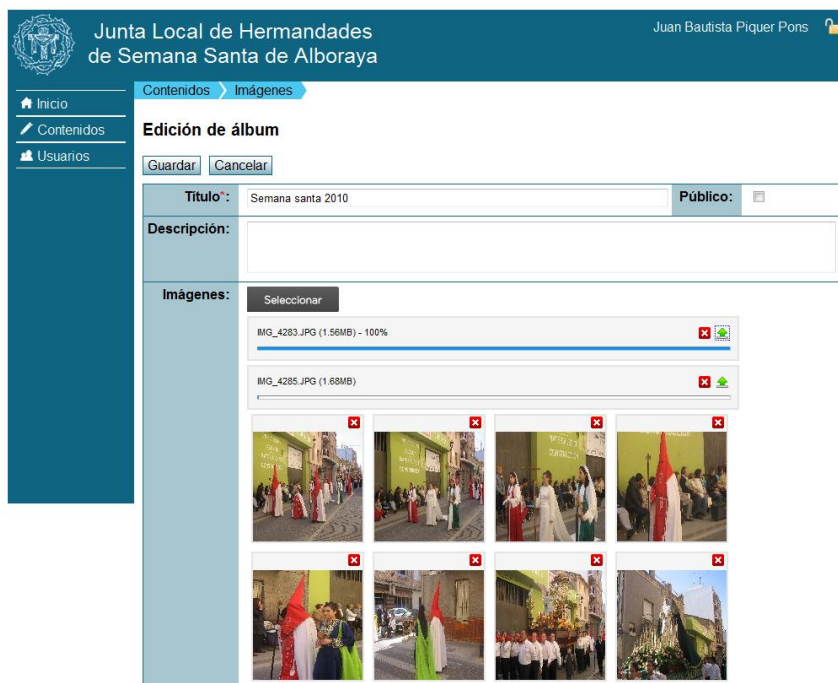 Junta Local de Hermandades
de Semana Santa de Alboraya
Juan Bautista Piquer Pons
Inicio
Contenidos
Usuarios
Contenidos
Imágenes
Edición de álbum
Guardar
Cancelar
Título*:
Semana santa 2010
Público:
Descripción:
Imágenes:
Seleccionar
IMG_4283.JPG (1.56MB) - 100%
IMG_4285.JPG (1.68MB)